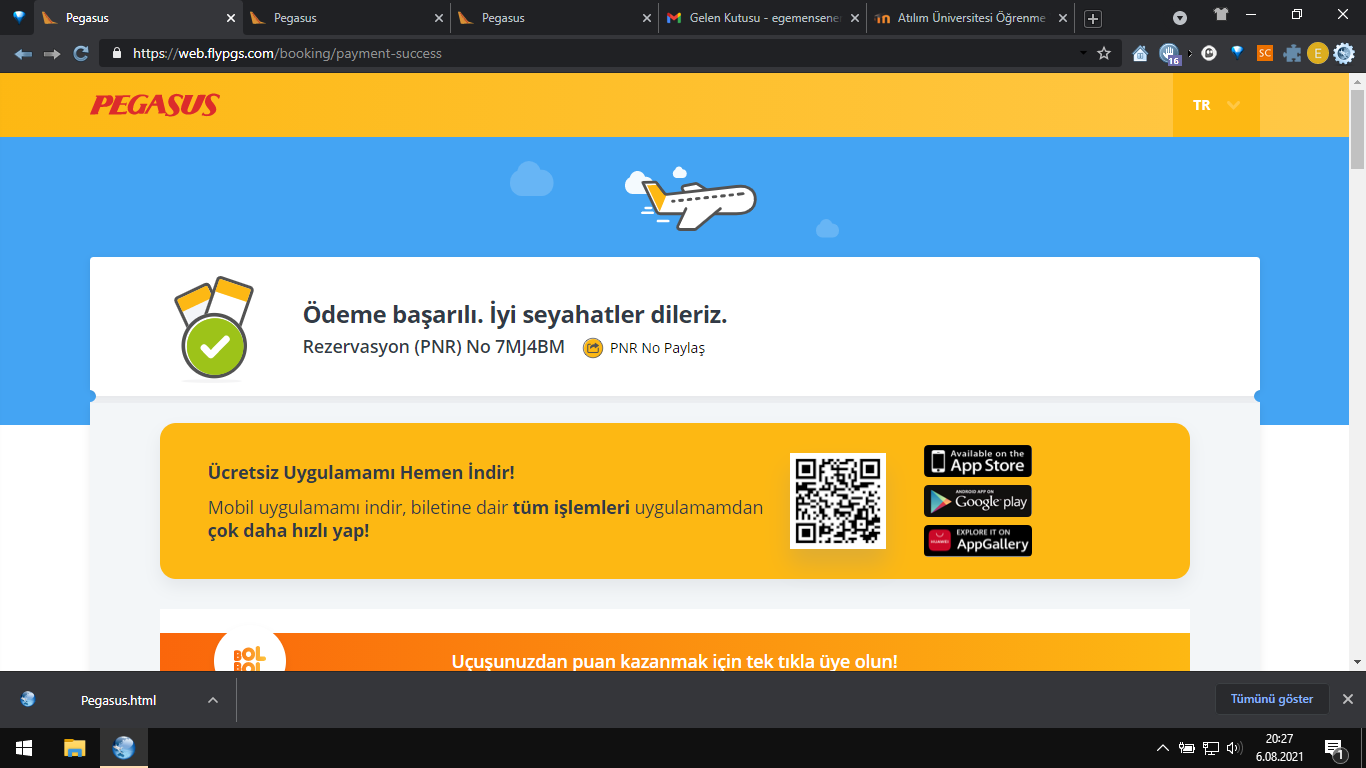 Pegasus
Pegasus
Pegasus
Gelen Kutusu - egemensener
Atılım Üniversitesi Öğrenme
https://web.flypgs.com/booking/payment-success
16
SC
E
PEGASUS
TR
Ödeme başarılı. İyi seyahatler dileriz.
Rezervasyon (PNR) No 7MJ4BM
PNR No Paylaş
Ücretsiz Uygulamamı Hemen İndir!
Mobil uygulamamı indir, biletine dair tüm işlemleri uygulamamdan
çok daha hızlı yap!
Available on the
App Store
ANDROID APP ON
Google play
HUAWEI
EXPLORE IT ON
AppGallery
BOL
BOL
Uçuşunuzdan puan kazanmak için tek tıkla üye olun!
Pegasus.html
Tümünü göster
20:27
6.08.2021
1